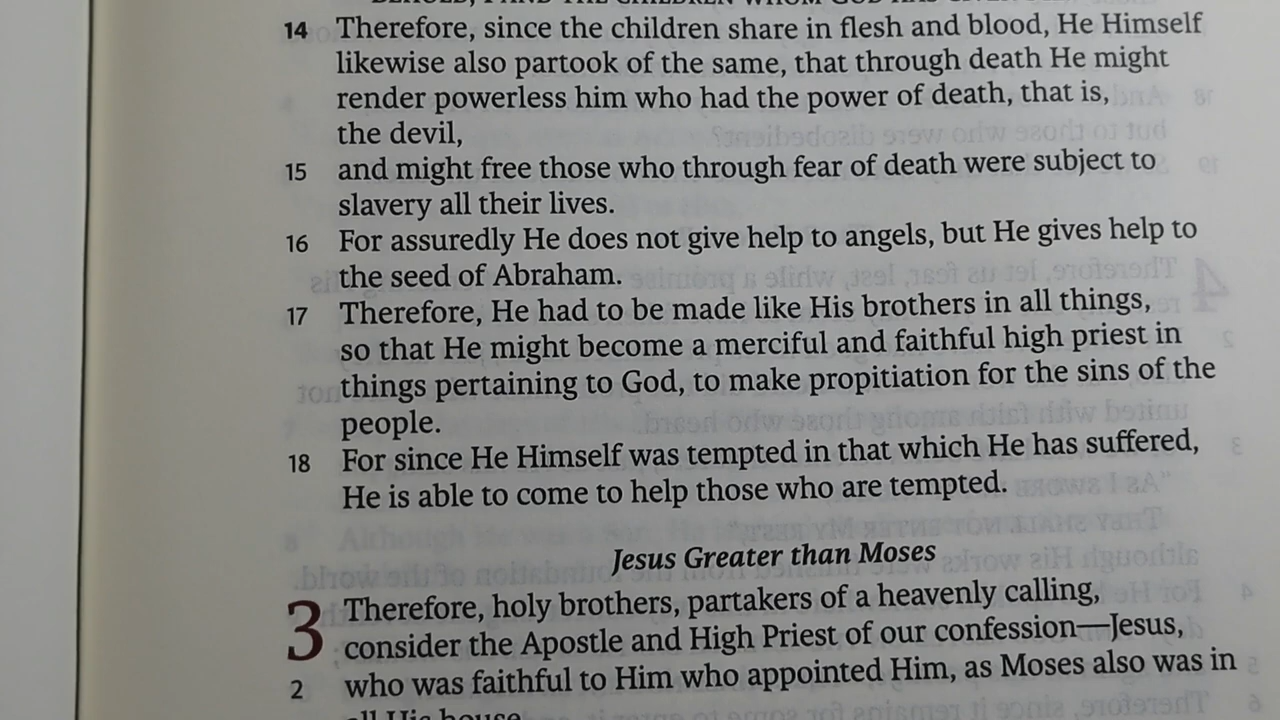 14 Therefore, since the children share in flesh and blood, He Himself
likewise also partook of the same, that through death He might
render powerless him who had the power of death, that is,
the devil,
15 and might free those who through fear of death were subject to
slavery all their lives.
16 For assuredly He does not give help to angels, but He gives help to
the seed of Abraham.
17 Therefore, He had to be made like His brothers in all things,
so that He might become a merciful and faithful high priest in
things pertaining to God, to make propitiation for the sins of the
people.
18 For since He Himself was tempted in that which He has suffered,
He is able to come to help those who are tempted.
Jesus Greater than Moses
3 Therefore, holy brothers, partakers of a heavenly calling,
consider the Apostle and High Priest of our confession—Jesus,
2 who was faithful to Him who appointed Him, as Moses also was in
all His house